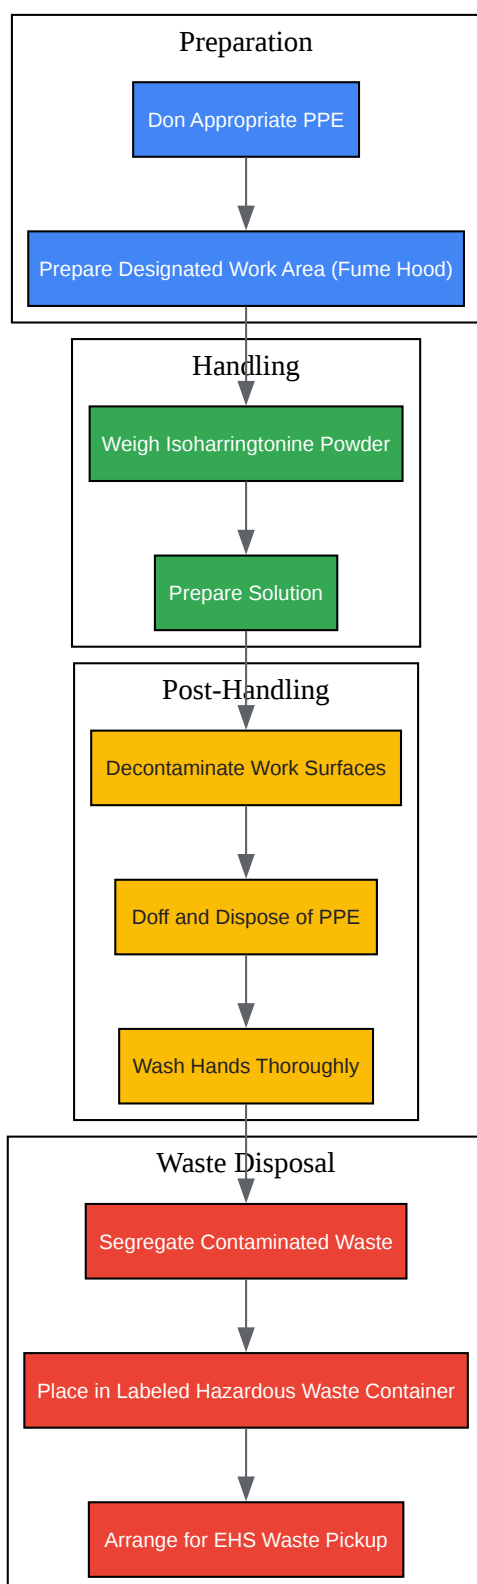 Preparation
Don Appropriate PPE
Prepare Designated Work Area (Fume Hood)
Handling
Weigh Isoharringtonine Powder
Prepare Solution
Post-Handling
Decontaminate Work Surfaces
Doff and Dispose of PPE
Wash Hands Thoroughly
Waste Disposal
Segregate Contaminated Waste
Place in Labeled Hazardous Waste Container
Arrange for EHS Waste Pickup